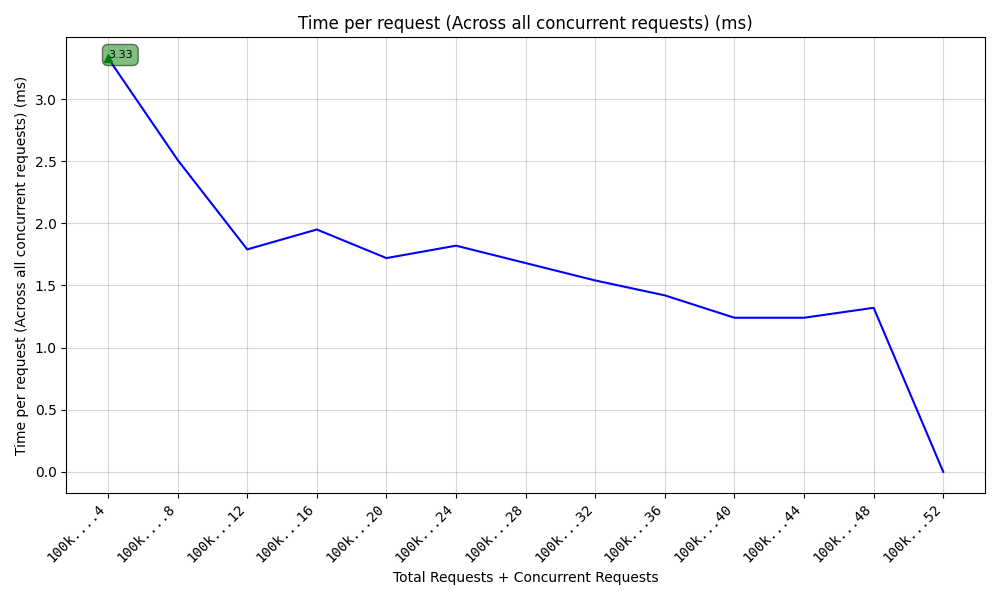 Time per request (Across all concurrent requests) (ms)
3.33
Time per request (Across all concurrent requests) (ms)
3.0
2.5
2.0
1.5
1.0
0.5
0.0
100k....4
100k....8
100k...12
100k...16
100k...20
100k...24
100k...28
100k...32
100k...36
100k...40
100k...44
100k...48
100k...52
Total Requests + Concurrent Requests